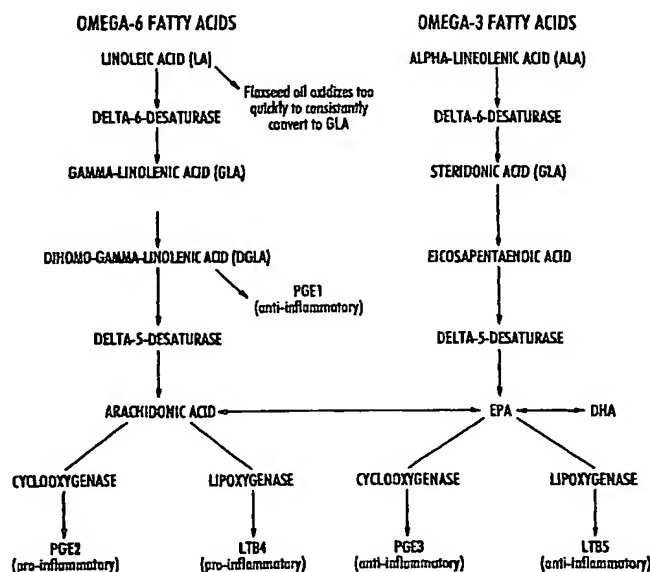 OMEGA-6 FATTY ACIDS
LINOLEIC ACID (LA)
Flaxseed oil oxidizes too
quickly to consistantly
convert to GLA
DELTA-6-DESATURASE
GAMMA-LINOLENIC ACID (GLA)
DIHOMO-GAMMA-LINOLENIC ACID (DGLA)
PGE1
(anti-inflammatory)
DELTA-5-DESATURASE
ARACHIDONIC ACID
CYCLOOXYGENASE
LIPOXYGENASE
PGE2
(pro-inflammatory)
LTB4
(pro-inflammatory)
OMEGA-3 FATTY ACIDS
ALPHA-LINEOLENIC ACID (ALA)
DELTA-6-DESATURASE
STERIDONIC ACID (GLA)
EICOSAPENTAENOIC ACID
DELTA-5-DESATURASE
EPA
DHA
CYCLOOXYGENASE
LIPOXYGENASE
PGE3
(anti-inflammatory)
LTB5
(anti-inflammatory)